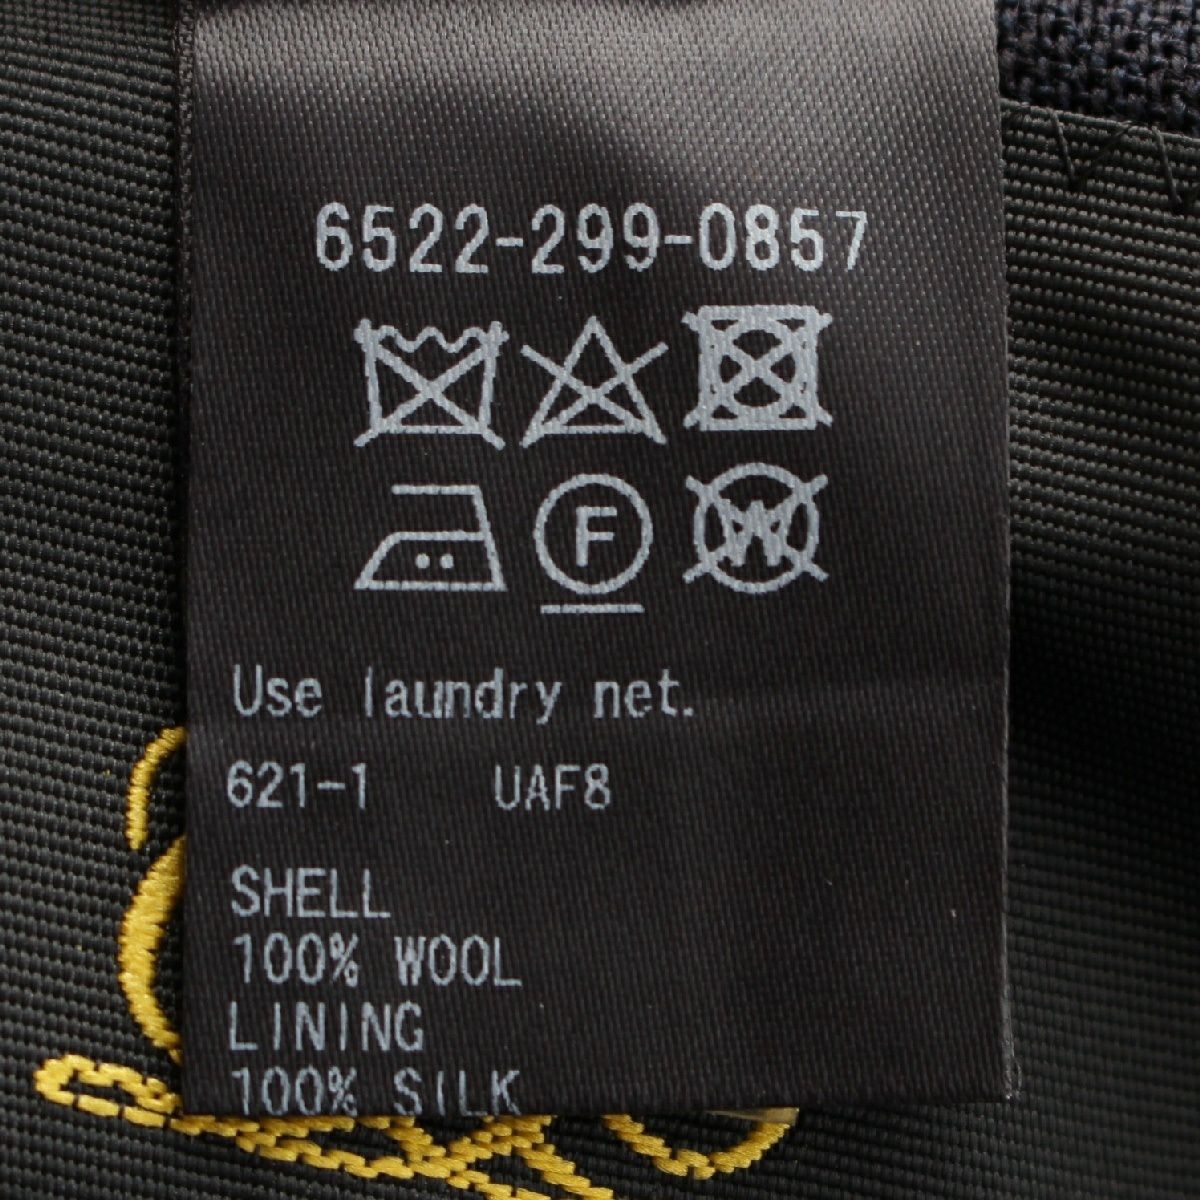 6522-299-0857
F W
Use laundry net.
621-1 UAF8
SHELL
100% WOOL
LINING
100% SILK